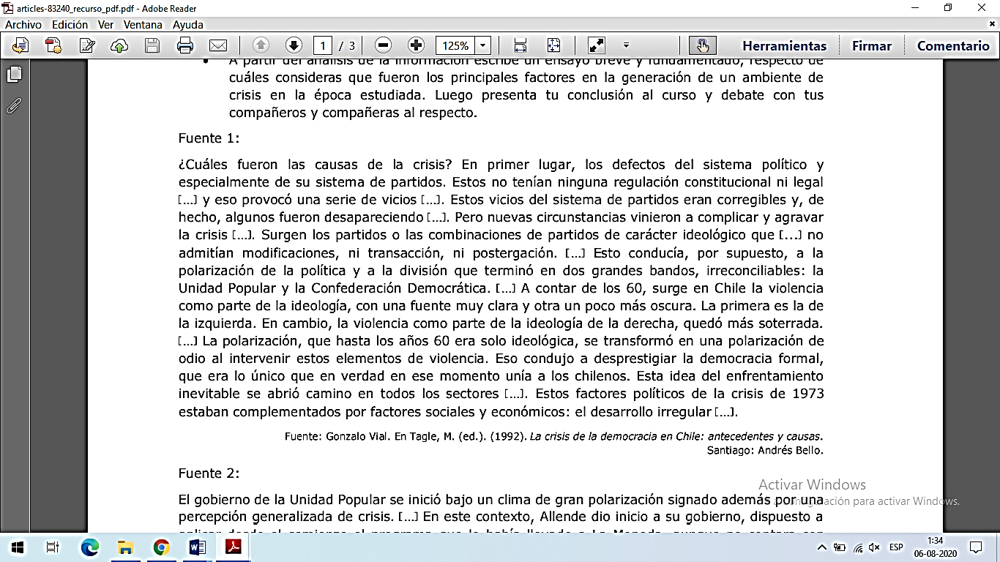 articles-83240_recurso_pdf.pdf - Adobe Reader
Archivo Edición Ver Ventana Ayuda
1 / 3 125% Herramientas Firmar Comentario
A partir del análisis de la información escribe un ensayo breve y fundamentado, respecto de
cuáles consideras que fueron los principales factores en la generación de un ambiente de
crisis en la época estudiada. Luego presenta tu conclusión al curso y debate con tus
compañeros y compañeras al respecto.
Fuente 1:
¿Cuáles fueron las causas de la crisis? En primer lugar, los defectos del sistema político y
especialmente de su sistema de partidos. Estos no tenían ninguna regulación constitucional ni legal
[...] y eso provocó una serie de vicios [...]. Estos vicios del sistema de partidos eran corregibles y, de
hecho, algunos fueron desapareciendo [...]. Pero nuevas circunstancias vinieron a complicar y agravar
la crisis [...]. Surgen los partidos o las combinaciones de partidos de carácter ideológico que [...] no
admitían modificaciones, ni transacción, ni postergación. [...] Esto conducía, por supuesto, a la
polarización de la política y a la división que terminó en dos grandes bandos, irreconciliables: la
Unidad Popular y la Confederación Democrática. [...] A contar de los 60, surge en Chile la violencia
como parte de la ideología, con una fuente muy clara y otra un poco más oscura. La primera es la de
la izquierda. En cambio, la violencia como parte de la ideología de la derecha, quedó más soterrada.
[...] La polarización, que hasta los años 60 era solo ideológica, se transformó en una polarización de
odio al intervenir estos elementos de violencia. Eso condujo a desprestigiar la democracia formal,
que era lo único que en verdad en ese momento unía a los chilenos. Esta idea del enfrentamiento
inevitable se abrió camino en todos los sectores [...]. Estos factores políticos de la crisis de 1973
estaban complementados por factores sociales y económicos: el desarrollo irregular [...].
Fuente: Gonzalo Vial. En Tagle, M. (ed.). (1992). La crisis de la democracia en Chile: antecedentes y causas.
Santiago: Andrés Bello.
Fuente 2:
Activar Windows
El gobierno de la Unidad Popular se inició bajo un clima de gran polarización signado además por una
percepción generalizada de crisis. [...] En este contexto, Allende dio inicio a su gobierno, dispuesto a
para activar Windows.
ESP 1:34
06-08-2020